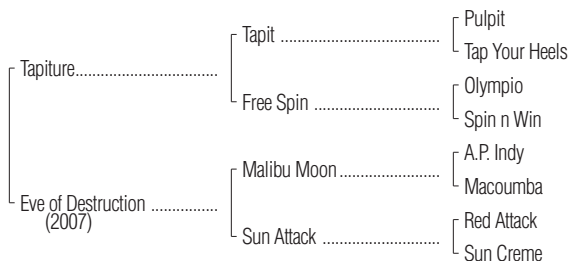 Pulpit
Tapit ................................
Tap Your Heels
Tapiture............................
Olympio
Free Spin .........................
Spin n Win
A.P. Indy
Malibu Moon ....................
Macoumba
Eve of Destruction .............
(2007)
Red Attack
Sun Attack ........................
Sun Creme